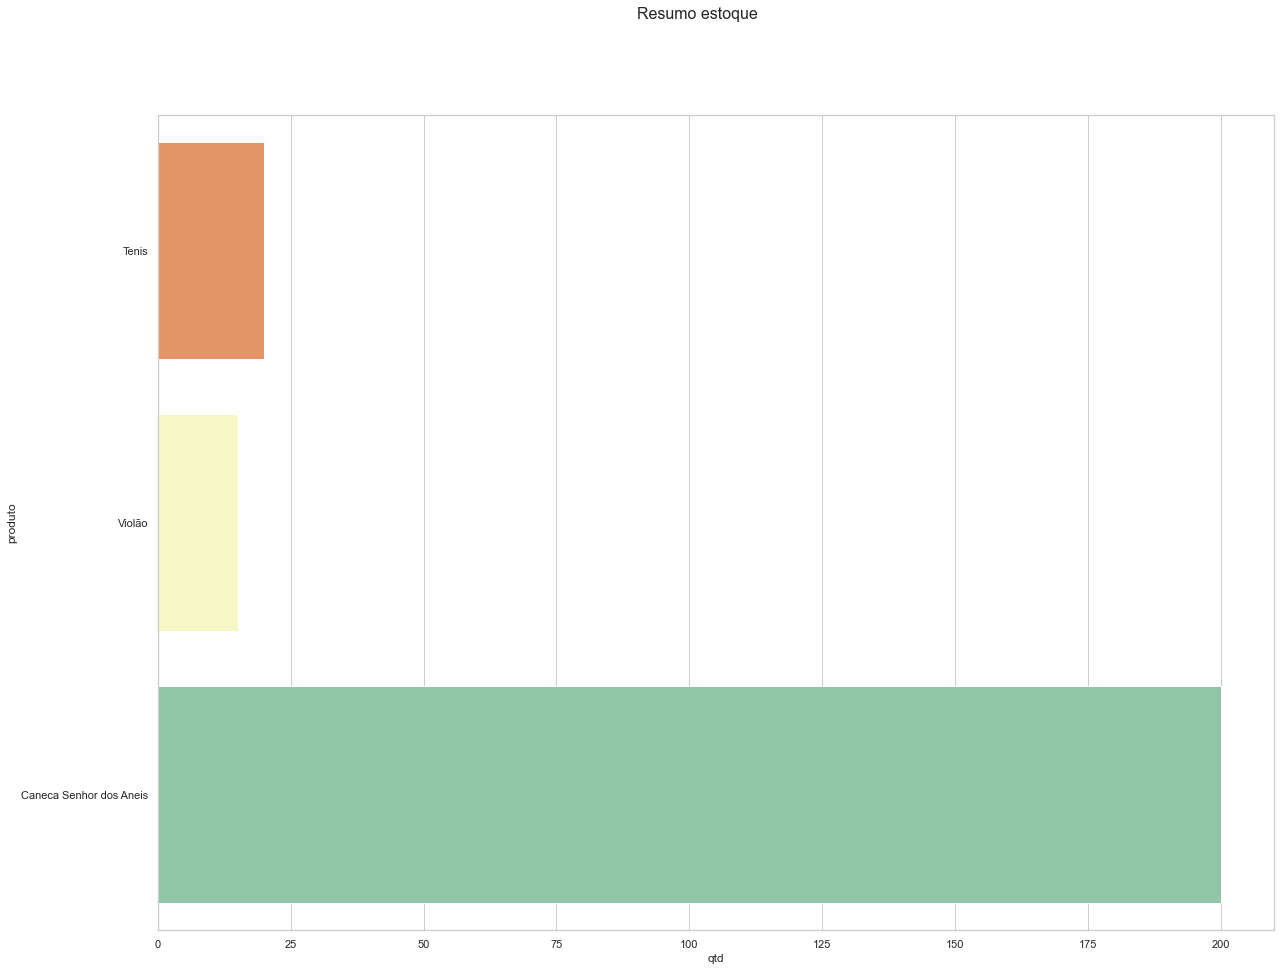 Resumo estoque
Tenis
Violão
produto
Caneca Senhor dos Aneis
0 25 50 75 100 125 150 175 200
qtd